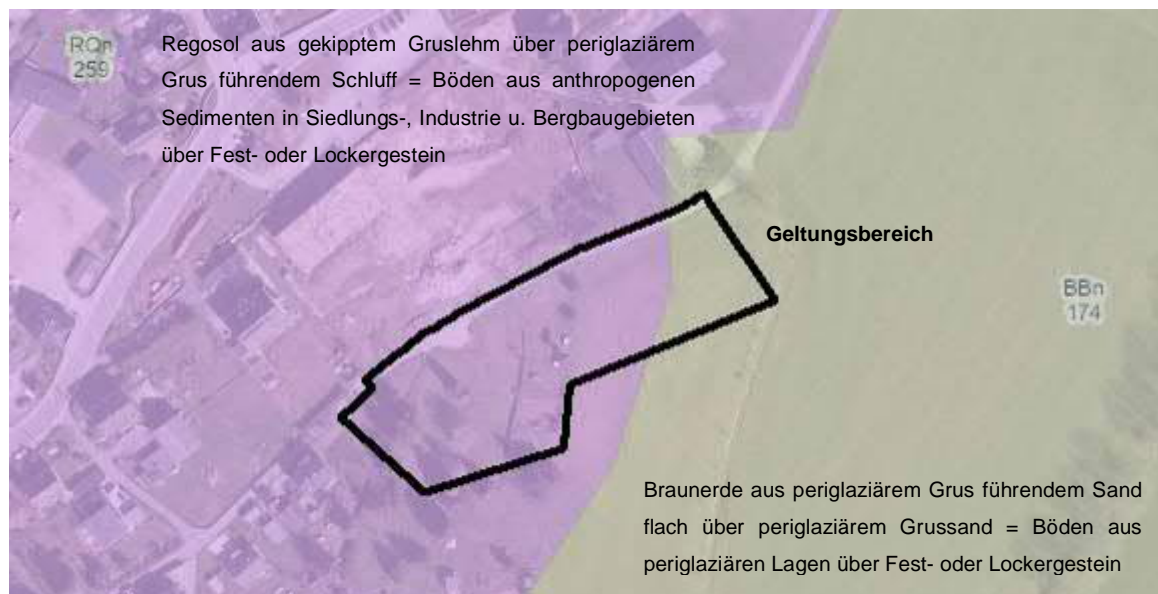 RQn
259
Regosol aus gekipptem Gruslehm über periglaziärem
Grus führendem Schluff = Böden aus anthropogenen
Sedimenten in Siedlungs-, Industrie u. Bergbaugebieten
über Fest- oder Lockergestein
Geltungsbereich
BBn
174
Braunerde aus periglaziärem Grus führendem Sand
flach über periglaziärem Grussand = Böden aus
periglaziären Lagen über Fest- oder Lockergestein